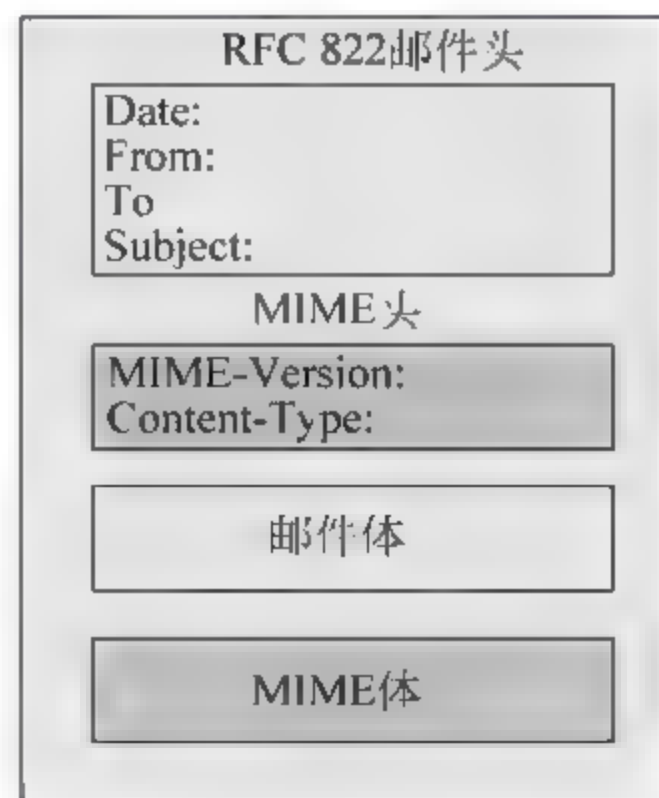 RFC 822邮件头
Date:
From:
To
Subject:
MIME头
MIME-Version:
Content-Type:
邮件体
MIME体